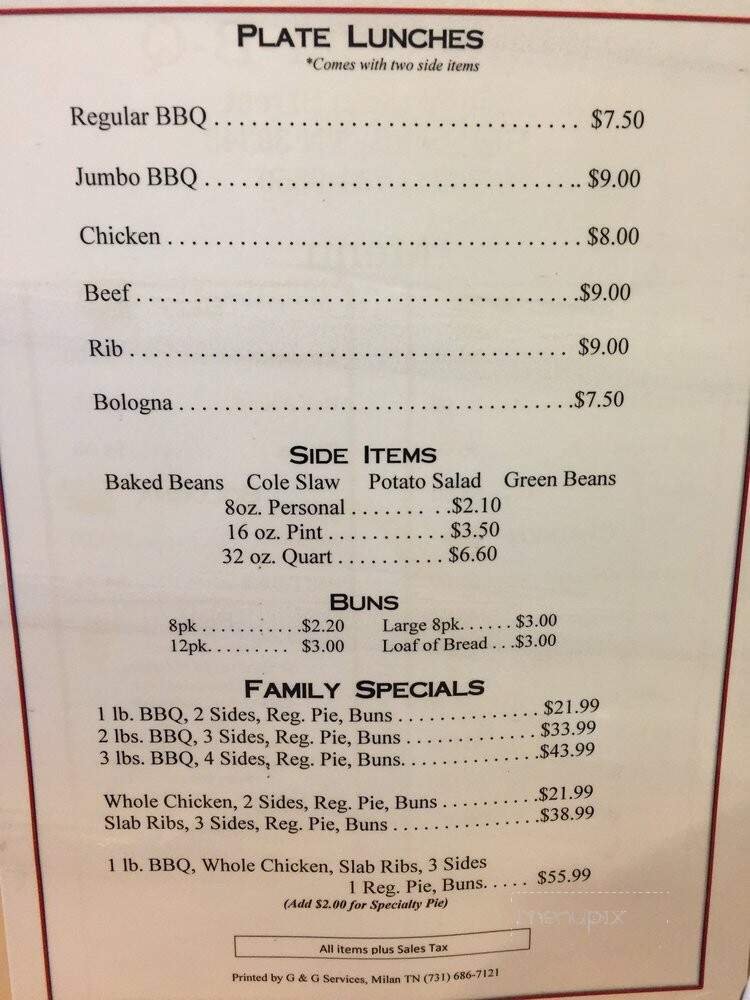 PLATE LUNCHES
*Comes with two side items
Regular BBQ . . . . . . . . . . . . . . . . . . . . . . . . . . . . . . $7.50
Jumbo BBQ . . . . . . . . . . . . . . . . . . . . . . . . . . . . . .. $9.00
Chicken . . . . . . . . . . . . . . . . . . . . . . . . . . . . . . . . . . $8.00
Beef . . . . . . . . . . . . . . . . . . . . . . . . . . . . . . . . . . . . .$9.00
Rib . . . . . . . . . . . . . . . . . . . . . . . . . . . . . . . . . . . . $9.00
Bologna . . . . . . . . . . . . . . . . . . . . . . . . . . . . . . . . .$7.50
SIDE ITEMS
Baked Beans Cole Slaw Potato Salad Green Beans
8oz. Personal . . . . . . . . .$2.10
16 oz. Pint . . . . . . . . . . . $3.50
32 oz. Quart . . . . . . . . . . $6.60
BUNS
8pk . . . . . . . . . . . .$2.20 Large 8pk. . . . . . $3.00
12pk. . . . . . . . . $3.00 Loaf of Bread . . .$3.00
FAMILY SPECIALS
1 lb. BBQ, 2 Sides, Reg. Pie, Buns . . . . . . . . . . . . . . $21.99
2 lbs. BBQ, 3 Sides, Reg. Pie, Buns . . . . . . . . . . . . . $33.99
3 lbs. BBQ, 4 Sides, Reg. Pie, Buns. . . . . . . . . . . . . .$43.99
Whole Chicken, 2 Sides, Reg. Pie, Buns . . . . . . . . . .$21.99
Slab Ribs, 3 Sides, Reg. Pie, Buns . . . . . . . . . . . . . . .$38.99
1 lb. BBQ, Whole Chicken, Slab Ribs, 3 Sides
1 Reg. Pie, Buns. . . . . $55.99
(Add $2.00 for Specialty Pie)
menupix
All items plus Sales Tax
Printed by G & G Services, Milan TN (731) 686-7121